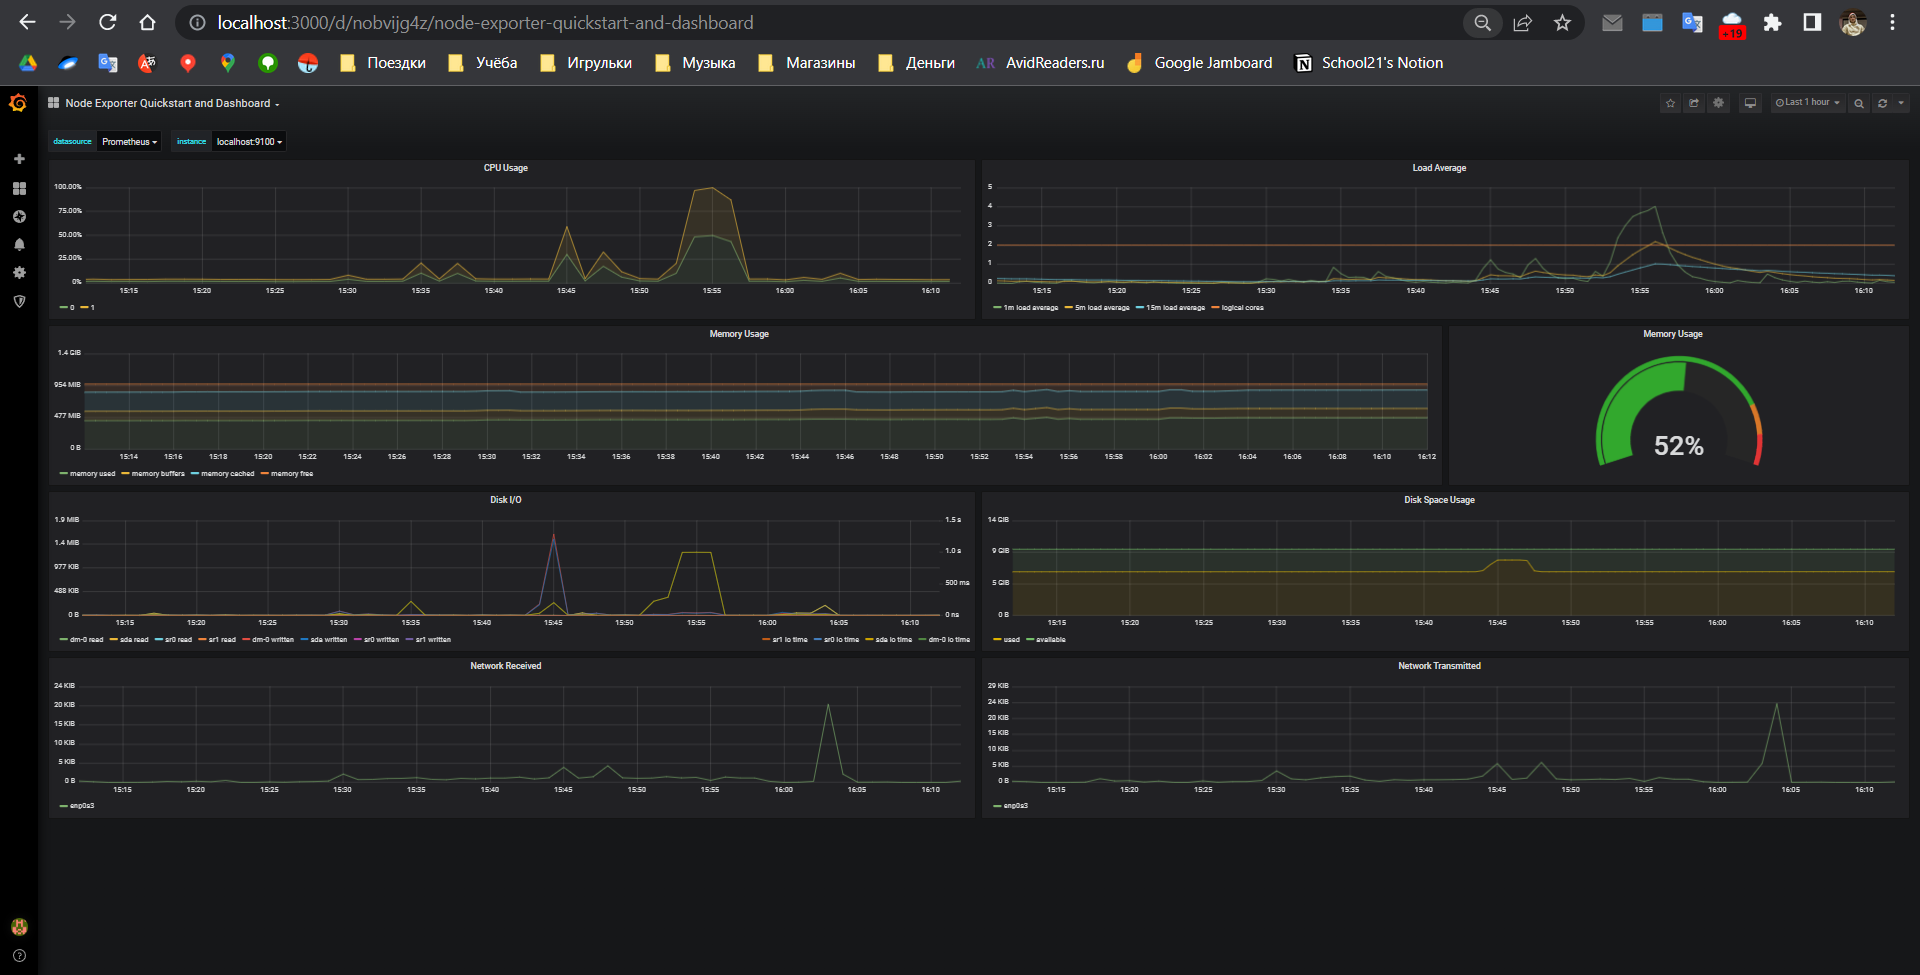 localhost:3000/d/nobvijg4z/node-exporter-quickstart-and-dashboard
+19
Поездки Учёба Игрульки Музыка Магазины Деньги AR AvidReaders.ru Google Jamboard School21's Notion
Node Exporter Quickstart and Dashboard
Last 1 hour
datasource Prometheus instance localhost:9100
CPU Usage
100.00%
75.00%
50.00%
25.00%
0%
15:15 15:20 15:25 15:30 15:35 15:40 15:45 15:50 15:55 16:00 16:05 16:10
0 1
Load Average
5
4
3
2
1
0
15:15 15:20 15:25 15:30 15:35 15:40 15:45 15:50 15:55 16:00 16:05 16:10
1m load average 5m load average 15m load average logical cores
Memory Usage
1.4 GiB
954 MiB
477 MiB
0 B
15:14 15:16 15:18 15:20 15:22 15:24 15:26 15:28 15:30 15:32 15:34 15:36 15:38 15:40 15:42 15:44 15:46 15:48 15:50 15:52 15:54 15:56 15:58 16:00 16:02 16:04 16:06 16:08 16:10 16:12
memory used memory buffers memory cached memory free
Memory Usage
52%
Disk I/O
1.9 MiB
1.4 MiB
977 KiB
488 KiB
0 B
1.5 s
1.0 s
500 ms
0 ns
15:15 15:20 15:25 15:30 15:35 15:40 15:45 15:50 15:55 16:00 16:05 16:10
dm-0 read sda read sr0 read sr1 read dm-0 written sda written sr0 written sr1 written
sr1 io time sr0 io time sda io time dm-0 io time
Disk Space Usage
14 GiB
9 GiB
5 GiB
0 B
15:15 15:20 15:25 15:30 15:35 15:40 15:45 15:50 15:55 16:00 16:05 16:10
used available
Network Received
24 KiB
20 KiB
15 KiB
10 KiB
5 KiB
0 B
15:15 15:20 15:25 15:30 15:35 15:40 15:45 15:50 15:55 16:00 16:05 16:10
enp0s3
Network Transmitted
29 KiB
24 KiB
20 KiB
15 KiB
10 KiB
5 KiB
0 B
15:15 15:20 15:25 15:30 15:35 15:40 15:45 15:50 15:55 16:00 16:05 16:10
enp0s3